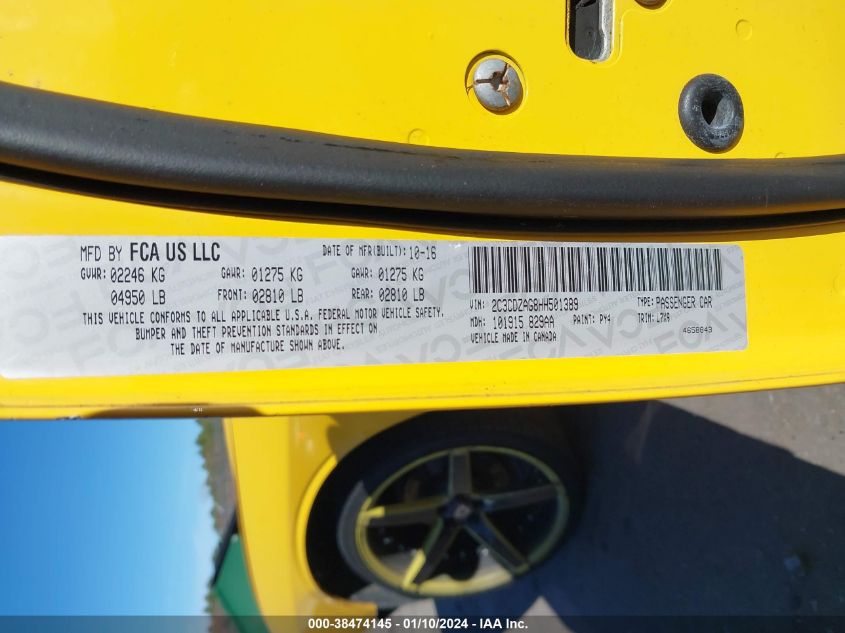 MFD BY FCA US LLC DATE OF MFR(BUILT): 10-16
GVWR: 02246 KG GAWR: 01275 KG GAWR: 01275 KG
04950 LB FRONT: 02810 LB REAR: 02810 LB
THIS VEHICLE CONFORMS TO ALL APPLICABLE U.S.A. FEDERAL MOTOR VEHICLE SAFETY,
BUMPER AND THEFT PREVENTION STANDARDS IN EFFECT ON
THE DATE OF MANUFACTURE SHOWN ABOVE.
VIN: 2C3CDZAG8HH501389 TYPE: PASSENGER CAR
MDH: 101915 829AA PAINT: PY4 TRIM: L7X9
VEHICLE MADE IN CANADA 4658643
000-38474145 - 01/10/2024 - IAA Inc.